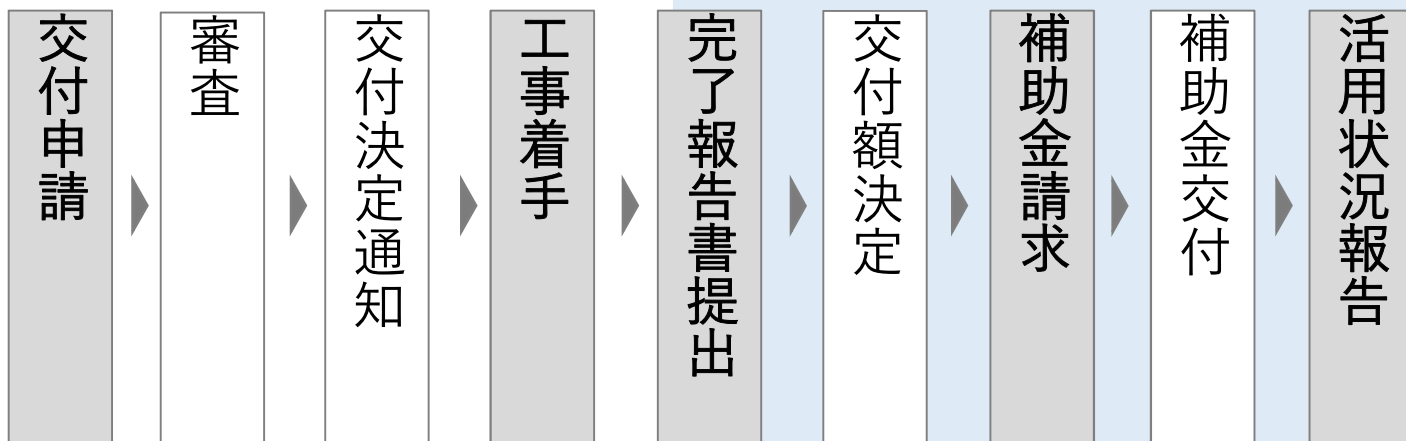 交付申請
審査
交付決定通知
工事着手
完了報告書提出
交付額決定
補助金請求
補助金交付
活用状況報告